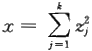 x = \sum_{j=1}^{k} z_j^2